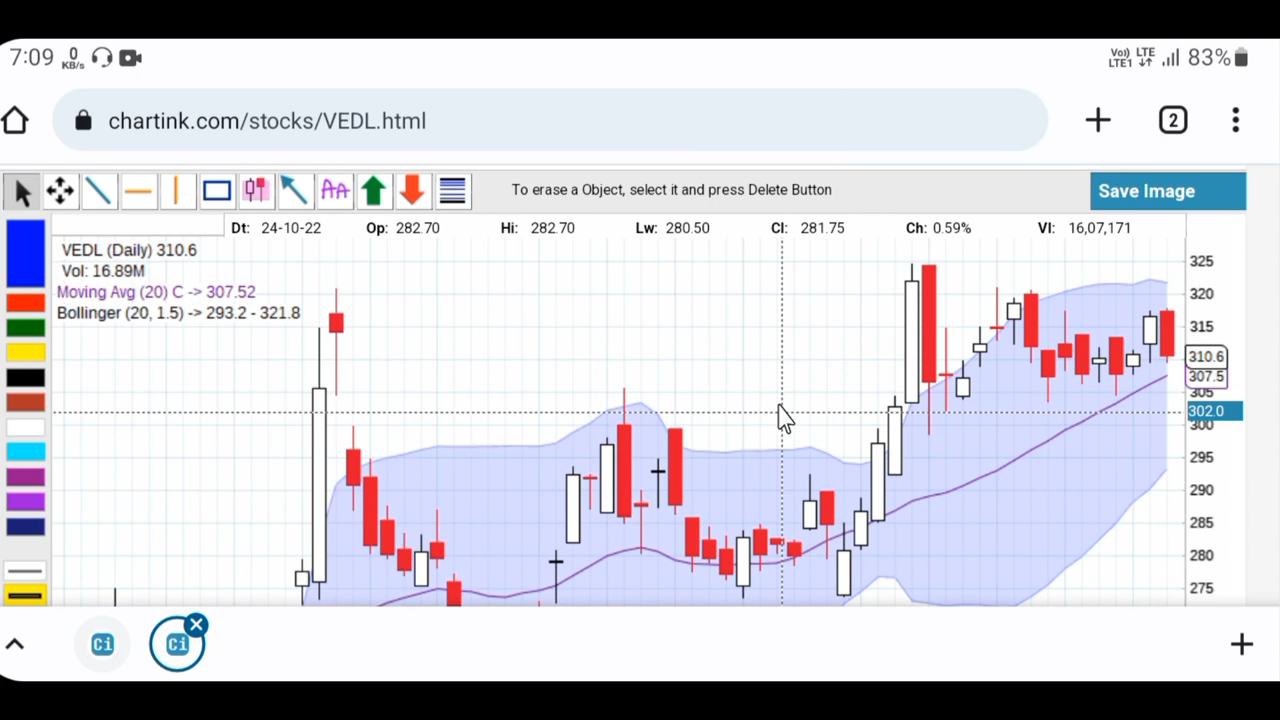 7:09 0 KB/s Vo)) LTE1 LTE 83%
chartink.com/stocks/VEDL.html 2
AA To erase a Object, select it and press Delete Button Save Image
Dt: 24-10-22 Op: 282.70 Hi: 282.70 Lw: 280.50 Cl: 281.75 Ch: 0.59% Vl: 16,07,171
VEDL (Daily) 310.6
Vol: 16.89M
Moving Avg (20) C -> 307.52
Bollinger (20, 1.5) -> 293.2 - 321.8
325
320
315
310.6
307.5
305
302.0
300
295
290
285
280
275
Ci Ci